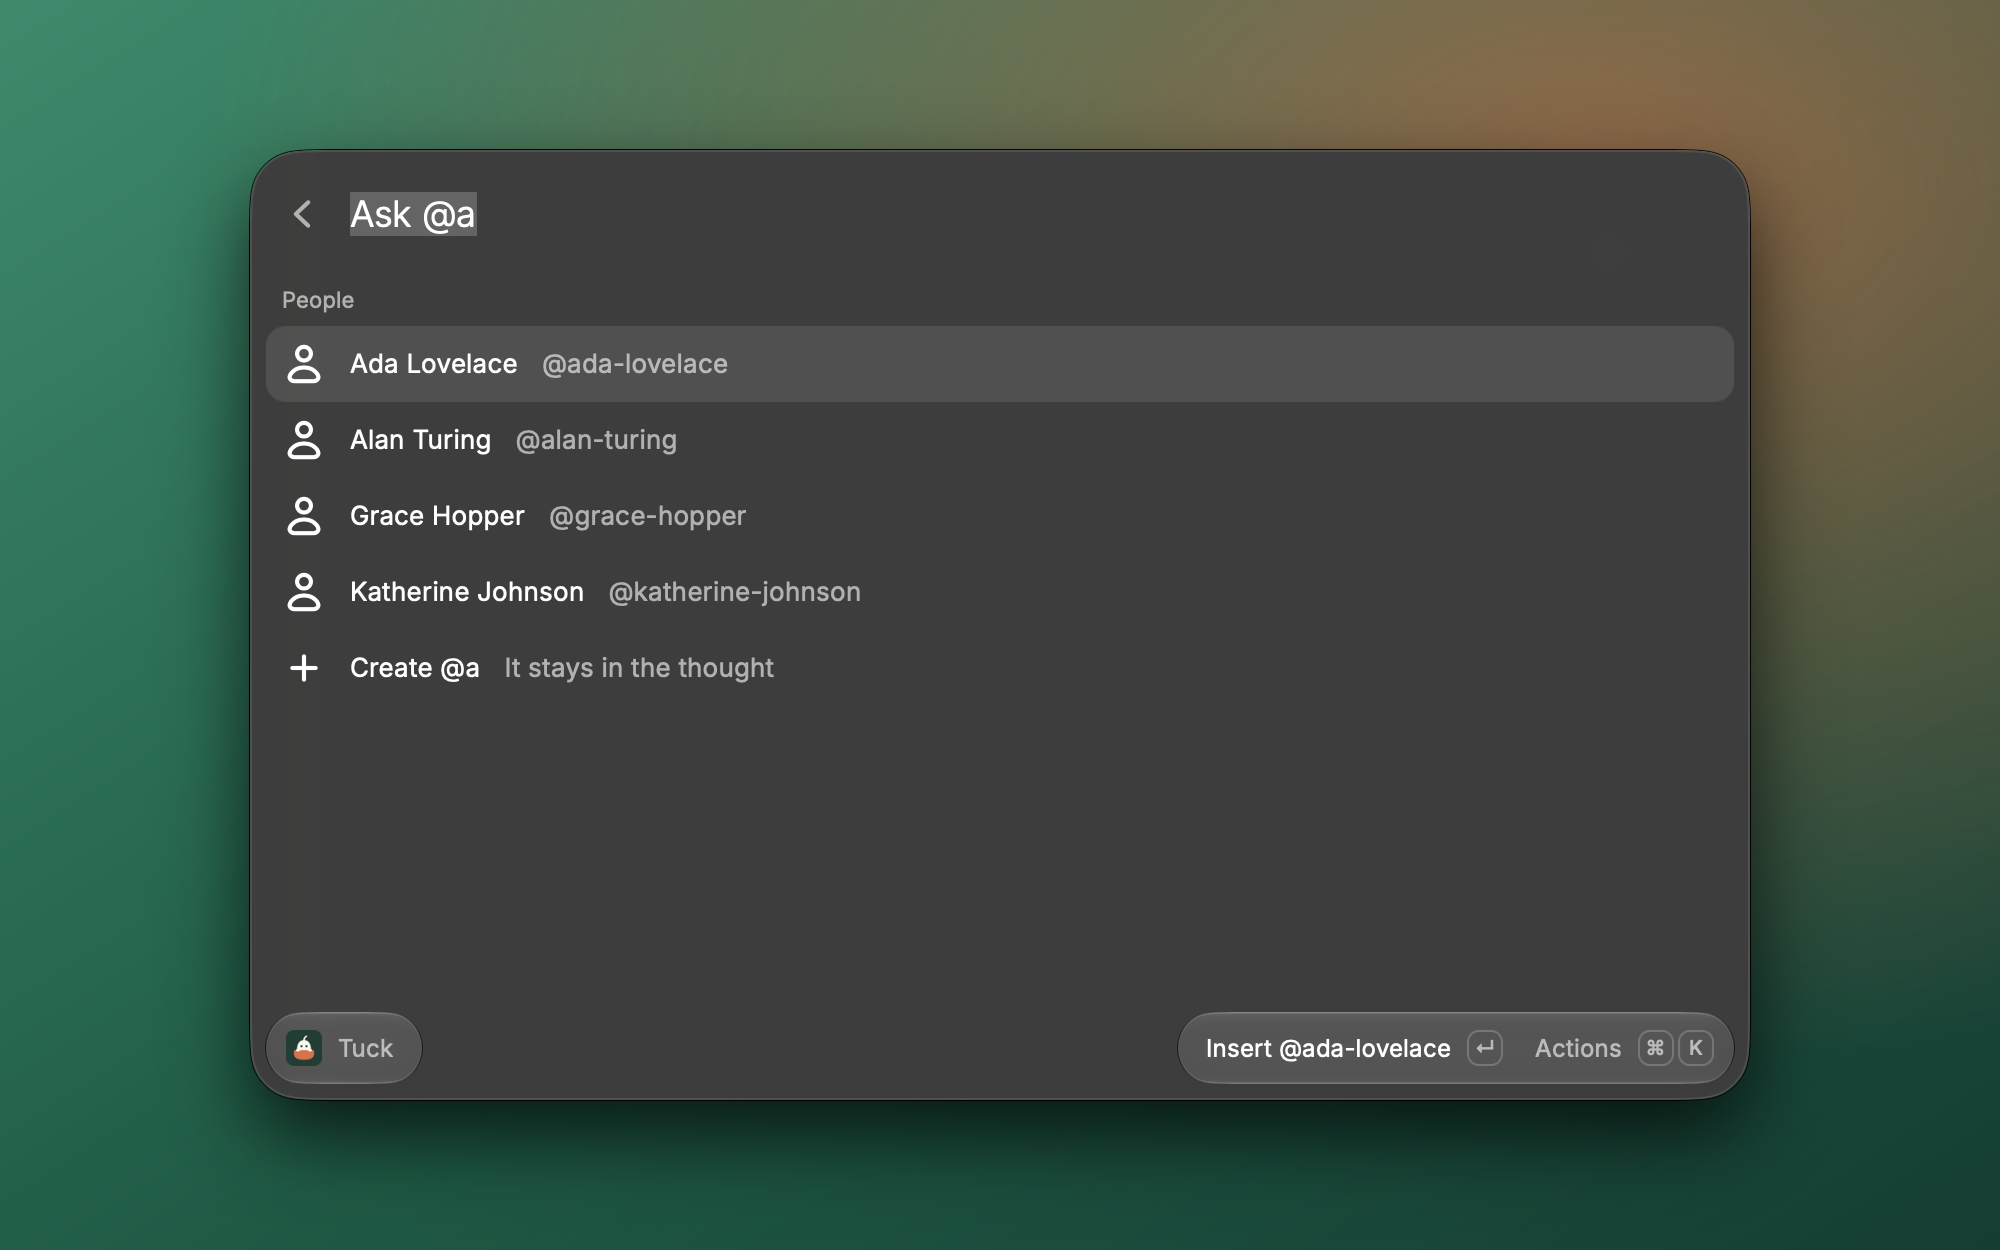 Ask @a
People
Ada Lovelace @ada-lovelace
Alan Turing @alan-turing
Grace Hopper @grace-hopper
Katherine Johnson @katherine-johnson
Create @a It stays in the thought
Tuck
Insert @ada-lovelace ↵ Actions ⌘ K